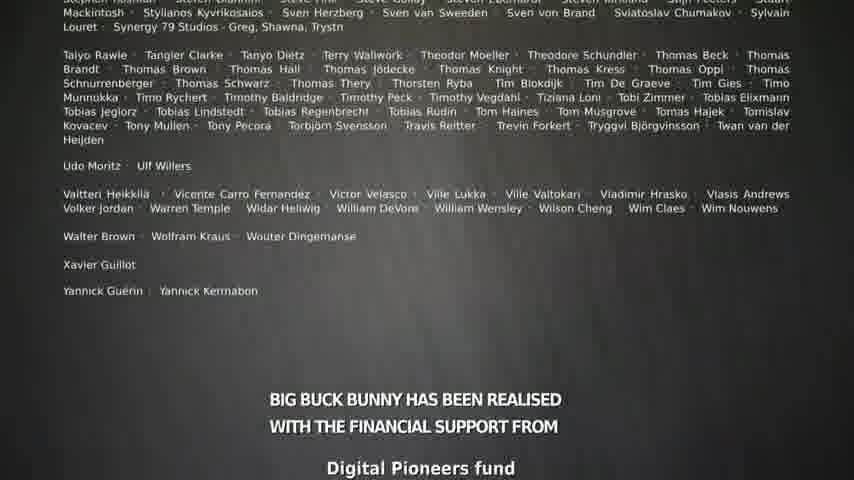 Mackintosh · Stylianos Kyvrikosaios · Sven Herzberg · Sven van Sweeden · Sven von Brand · Sviatoslav Chumakov · Sylvain
Louret · Synergy 79 Studios - Greg, Shawna, Trystn
Talyo Rawle · Tangler Clarke · Tanyo Dietz · Terry Wallwork · Theodor Moeller · Theodore Schundler · Thomas Beck · Thomas
Brandt · Thomas Brown · Thomas Hall · Thomas Jödecke · Thomas Knight · Thomas Kress · Thomas Oppl · Thomas
Schnurrenberger · Thomas Schwarz · Thomas Thery · Thorsten Ryba · Tim Blokdijk · Tim De Graeve · Tim Gies · Timo
Munnukka · Timo Rychert · Timothy Baldridge · Timothy Peck · Timothy Vegdahl · Tiziana Loni · Tobi Zimmer · Tobias Elixmann
Tobias Jeglorz · Tobias Lindstedt · Tobias Regenbrecht · Tobias Rüdin · Tom Haines · Tom Musgrove · Tomas Hajek · Tomislav
Kovacev · Tony Mullen · Tony Pecora · Torbjörn Svensson · Travis Reitter · Trevin Forkert · Tryggvi Björgvinsson · Twan van der
Heijden
Udo Moritz · Ulf Willers
Valtteri Heikkilä · Vicente Carro Fernandez · Victor Velasco · Ville Lukka · Ville Valtokari · Vladimir Hrasko · Vlasis Andrews
Volker Jordan · Warren Temple · Widar Hellwig · William DeVore · William Wensley · Wilson Cheng · Wim Claes · Wim Nouwens
Walter Brown · Wolfram Kraus · Wouter Dingemanse
Xavier Guillot
Yannick Guérin · Yannick Kermabon
BIG BUCK BUNNY HAS BEEN REALISED
WITH THE FINANCIAL SUPPORT FROM
Digital Pioneers fund